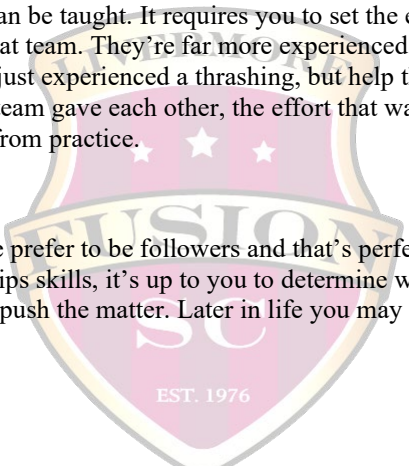 an be taught. It requires you to set the e
at team. They’re far more experienced
just experienced a thrashing, but help t
team gave each other, the effort that wa
from practice.
e prefer to be followers and that’s perfe
ips skills, it’s up to you to determine w
push the matter. Later in life you may
LIVERMORE
FUSION
SC
EST. 1976